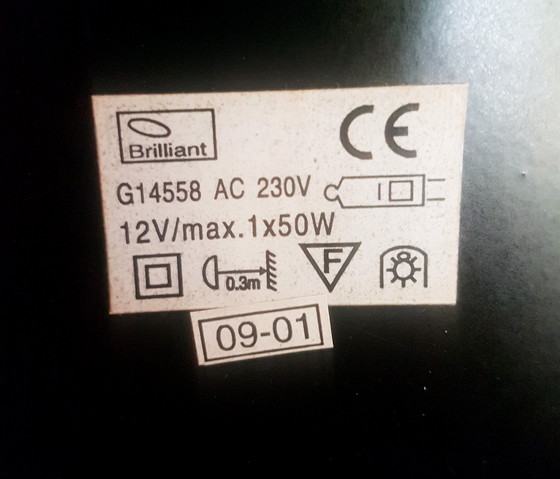 Brilliant
CE
G14558 AC 230V
12V/max.1x50W
0.3m
F
09-01